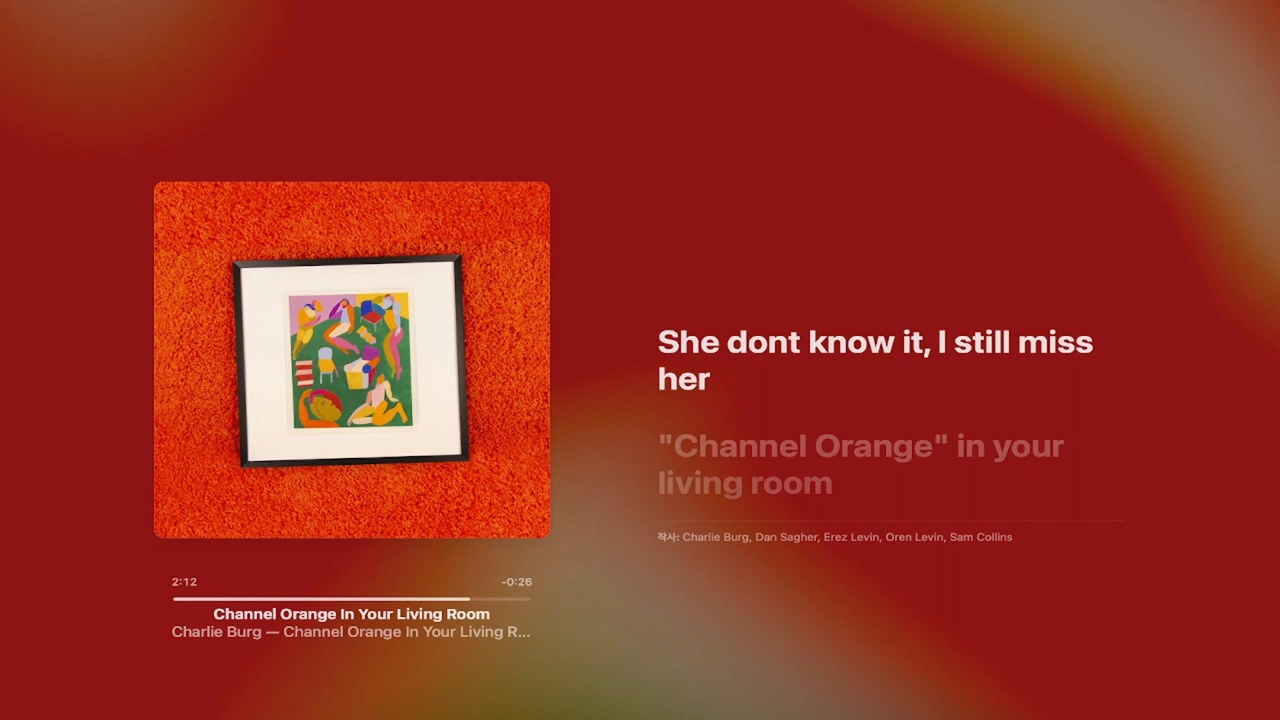 She dont know it, I still miss
her
"Channel Orange" in your
living room
작사: Charlie Burg, Dan Sagher, Erez Levin, Oren Levin, Sam Collins
2:12
-0:26
Channel Orange In Your Living Room
Charlie Burg — Channel Orange In Your Living R...